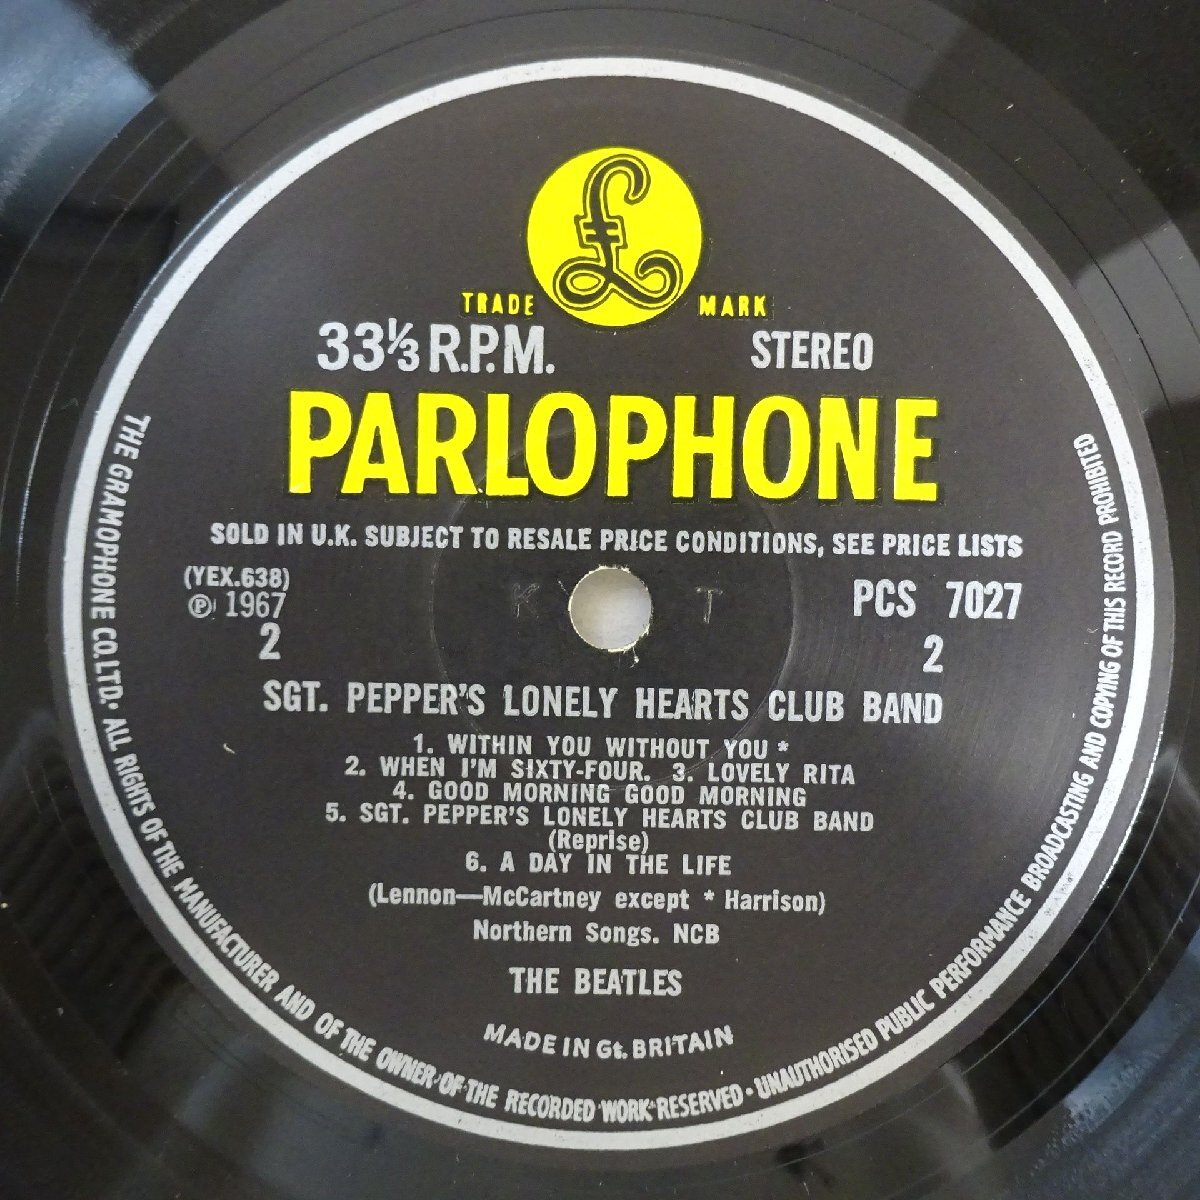 £
TRADE MARK
33⅓ R.P.M. STEREO
PARLOPHONE
SOLD IN U.K. SUBJECT TO RESALE PRICE CONDITIONS, SEE PRICE LISTS
(YEX.638)
℗ 1967 PCS 7027
2 2
K T
SGT. PEPPER'S LONELY HEARTS CLUB BAND
1. WITHIN YOU WITHOUT YOU *
2. WHEN I'M SIXTY-FOUR. 3. LOVELY RITA
4. GOOD MORNING GOOD MORNING
5. SGT. PEPPER'S LONELY HEARTS CLUB BAND
(Reprise)
6. A DAY IN THE LIFE
(Lennon—McCartney except * Harrison)
Northern Songs. NCB
THE BEATLES
MADE IN Gt. BRITAIN
THE GRAMOPHONE CO. LTD. · ALL RIGHTS OF THE MANUFACTURER AND OF THE OWNER OF THE RECORDED WORK RESERVED · UNAUTHORISED PUBLIC PERFORMANCE BROADCASTING AND COPYING OF THIS RECORD PROHIBITED